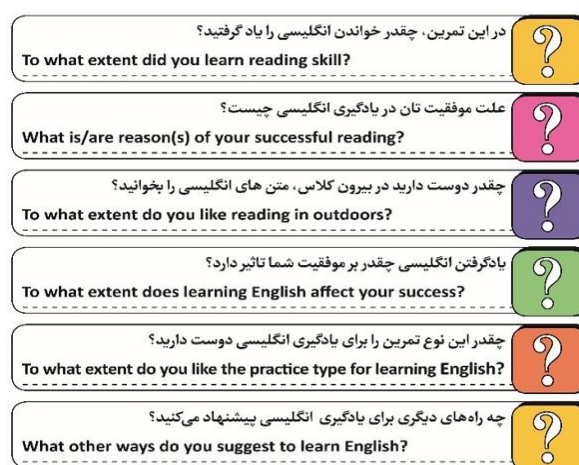 در این تمرین، چقدر خواندن انگلیسی را یاد گرفتید؟
To what extent did you learn reading skill?
علت موفقیت تان در یادگیری انگلیسی چیست؟
What is/are reason(s) of your successful reading?
چقدر دوست دارید در بیرون کلاس، متن های انگلیسی را بخوانید؟
To what extent do you like reading in outdoors?
یادگرفتن انگلیسی چقدر بر موفقیت شما تاثیر دارد؟
To what extent does learning English affect your success?
چقدر این نوع تمرین را برای یادگیری انگلیسی دوست دارید؟
To what extent do you like the practice type for learning English?
چه راه‌های دیگری برای یادگیری انگلیسی پیشنهاد می‌کنید؟
What other ways do you suggest to learn English?